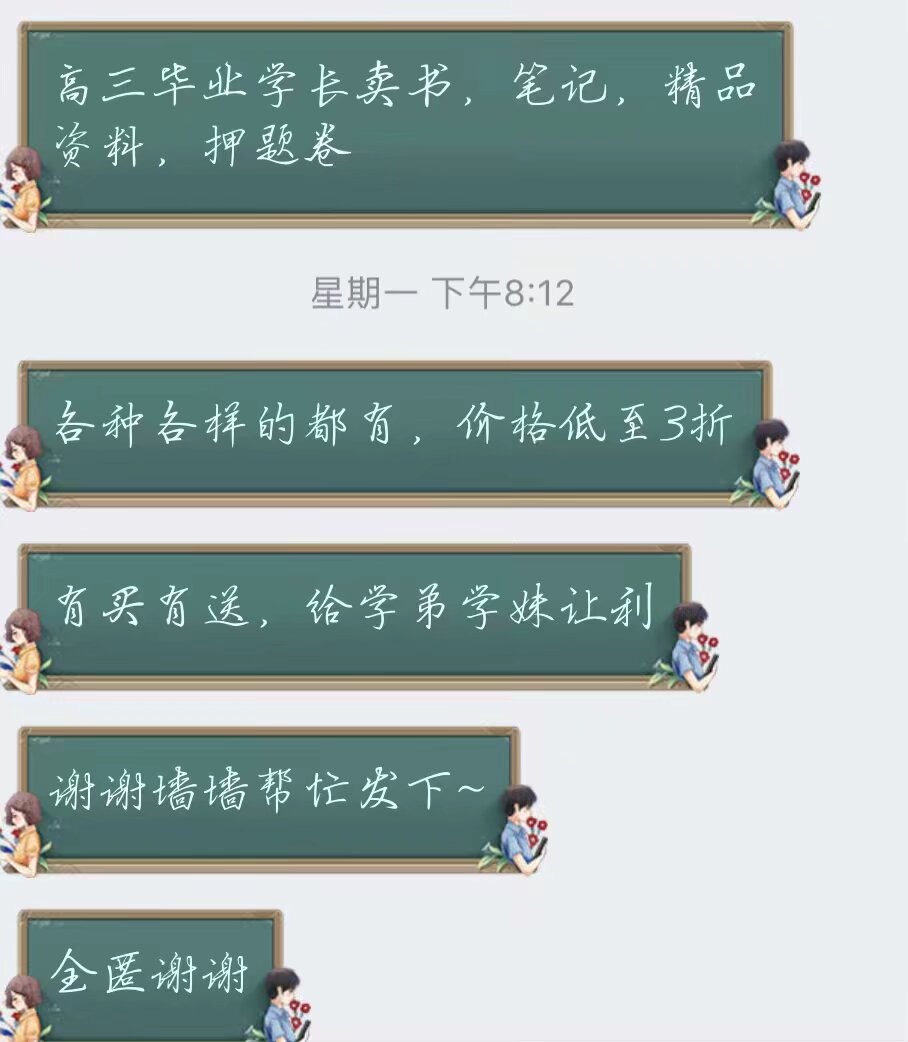 高三毕业学长卖书，笔记，精品
资料，押题卷
星期一 下午8:12
各种各样的都有，价格低至3折
有买有送，给学弟学妹让利
谢谢墙墙帮忙发下~
全匿谢谢